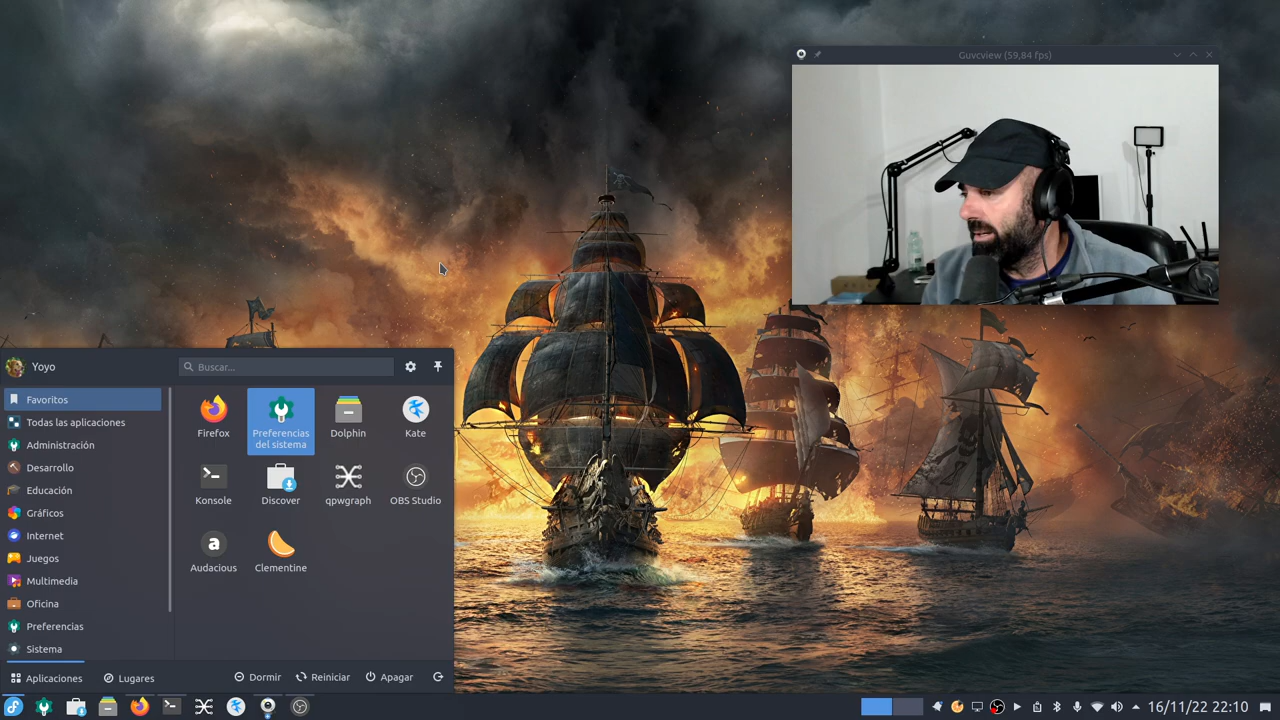 Guvcview (59,84 fps)
Yoyo
Buscar...
Favoritos
Todas las aplicaciones
Administración
Desarrollo
Educación
Gráficos
Internet
Juegos
Multimedia
Oficina
Preferencias
Sistema
Firefox
Preferencias
del sistema
Dolphin
Kate
Konsole
Discover
qpwgraph
OBS Studio
a
Audacious
Clementine
Aplicaciones
Lugares
Dormir
Reiniciar
Apagar
16/11/22 22:10